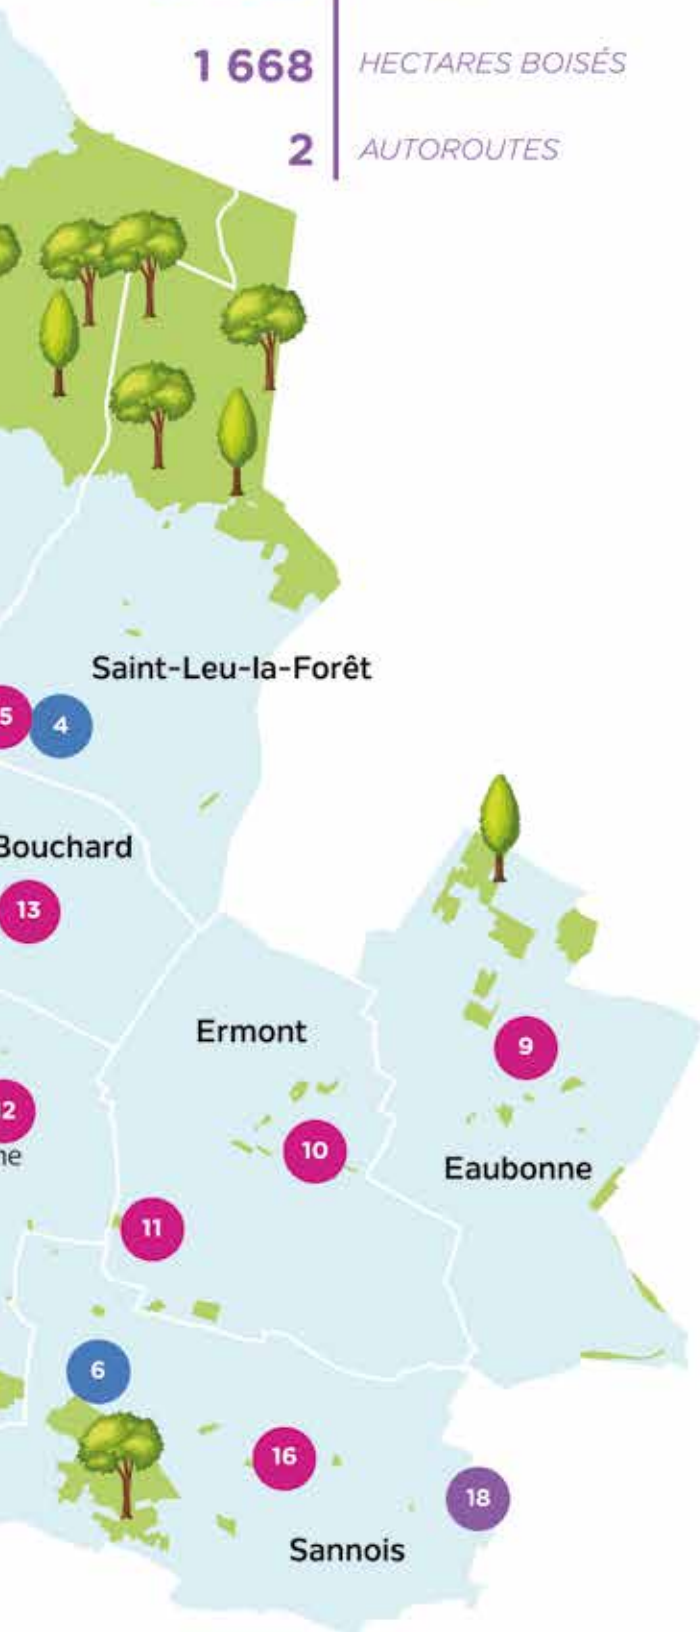 1 668 HECTARES BOISÉS
2 AUTOROUTES
Saint-Leu-la-Forêt
5 4
Bouchard
13
Ermont
9
2
ne
10
Eaubonne
11
6
16
18
Sannois